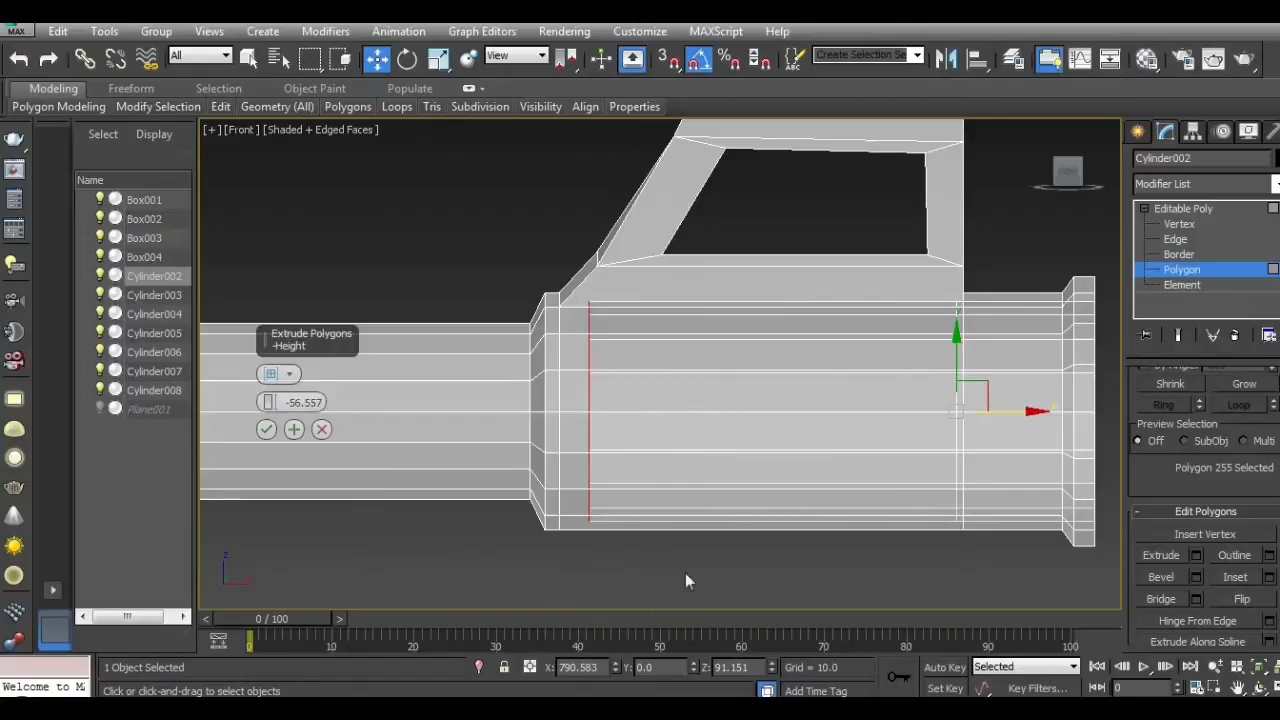 MAX Edit Tools Group Views Create Modifiers Animation Graph Editors Rendering Customize MAXScript Help
All View Create Selection Se
Modeling Freeform Selection Object Paint Populate
Polygon Modeling Modify Selection Edit Geometry (All) Polygons Loops Tris Subdivision Visibility Align Properties
[+] [Front] [Shaded + Edged Faces]
Select Display
Name
Box001
Box002
Box003
Box004
Cylinder002
Cylinder003
Cylinder004
Cylinder005
Cylinder006
Cylinder007
Cylinder008
Plane001
Extrude Polygons
-Height
-56.557
z
Cylinder002
Modifier List
Editable Poly
Vertex
Edge
Border
Polygon
Element
Shrink Grow
Ring Loop
Preview Selection
Off SubObj Multi
Polygon 255 Selected
- Edit Polygons
Insert Vertex
Extrude Outline
Bevel Inset
Bridge Flip
Hinge From Edge
Extrude Along Spline
< 0 / 100 >
0 10 20 30 40 50 60 70 80 90 100
1 Object Selected X: 790.583 Y: 0.0 Z: 91.151 Grid = 10.0 Auto Key Selected
Welcome to M Click or click-and-drag to select objects Add Time Tag Set Key Key Filters... 0